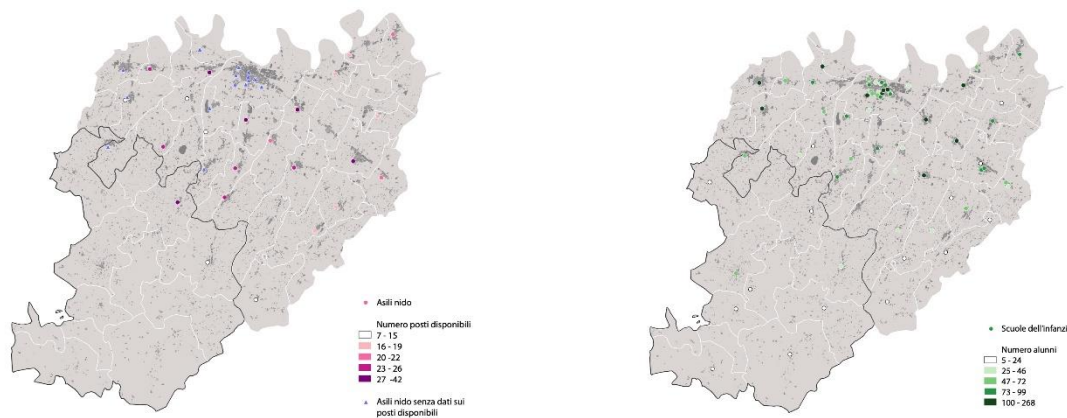 Asili nido
Numero posti disponibili
7 - 15
16 - 19
20 -22
23 - 26
27 -42
Asili nido senza dati sui
posti disponibili
Scuole dell'infanzi
Numero alunni
5 - 24
25 - 46
47 - 72
73 - 99
100 - 268